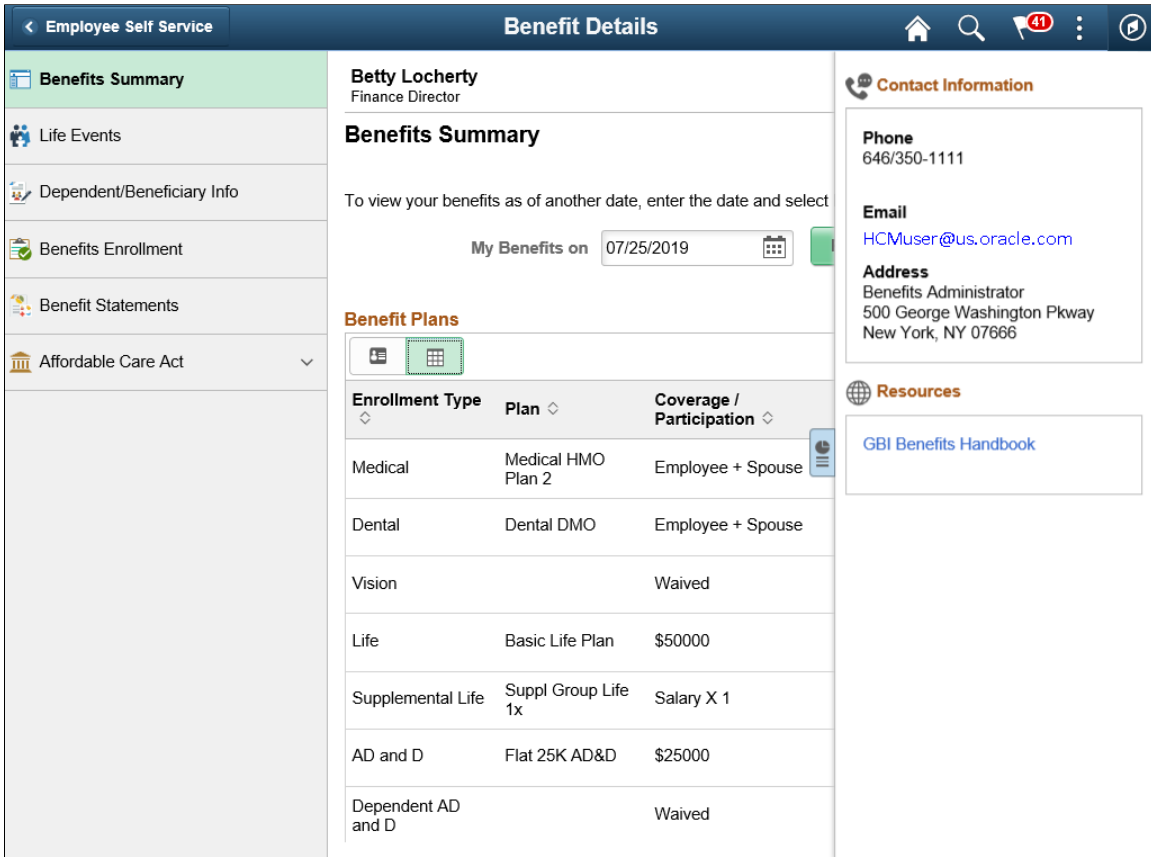 Employee Self Service
Benefit Details
41
Benefits Summary
Life Events
Dependent/Beneficiary Info
Benefits Enrollment
Benefit Statements
Affordable Care Act
Betty Locherty
Finance Director
Benefits Summary
To view your benefits as of another date, enter the date and select
My Benefits on 07/25/2019
Benefit Plans
Enrollment Type Plan Coverage /
Participation
Medical Medical HMO
Plan 2 Employee + Spouse
Dental Dental DMO Employee + Spouse
Vision Waived
Life Basic Life Plan $50000
Supplemental Life Suppl Group Life
1x Salary X 1
AD and D Flat 25K AD&D $25000
Dependent AD
and D Waived
Contact Information
Phone
646/350-1111
Email
HCMuser@us.oracle.com
Address
Benefits Administrator
500 George Washington Pkway
New York, NY 07666
Resources
GBI Benefits Handbook